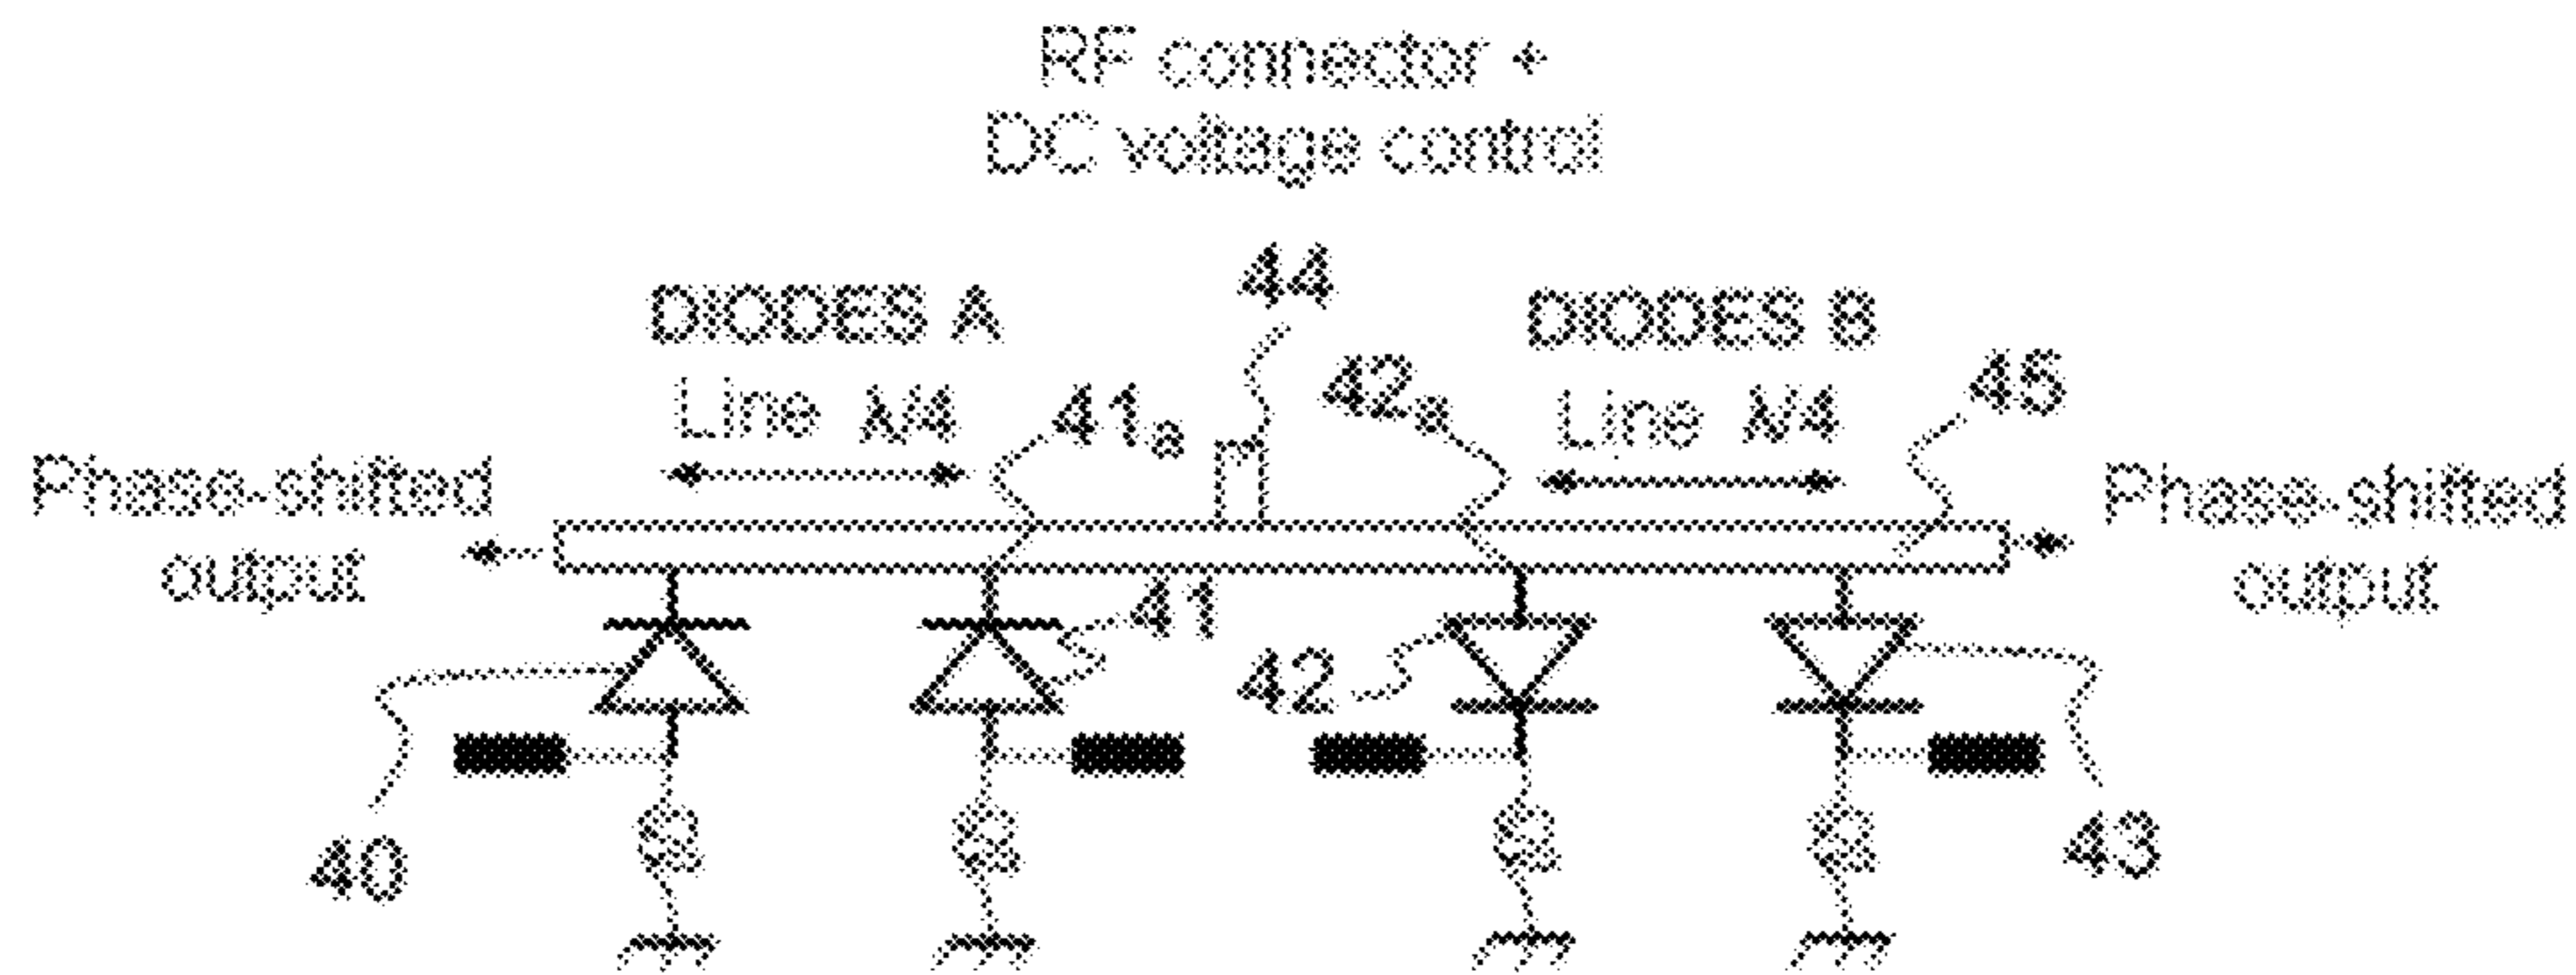 RF connector +
DC voltage control
44
DIODES A
DIODES B
Line λ/4
41a
42a
Line λ/4
45
Phase-shifted
output
Phase-shifted
output
41
42
40
43